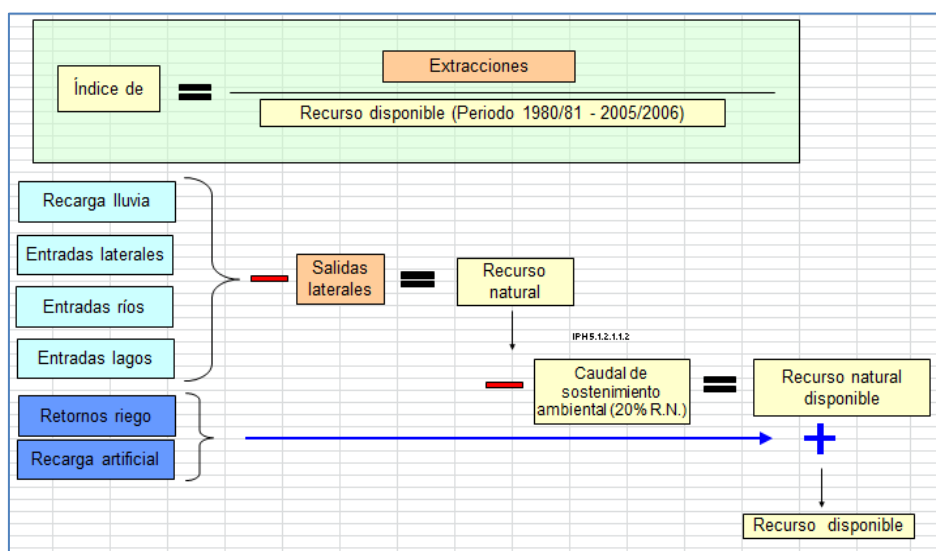 Índice de
Extracciones
Recurso disponible (Periodo 1980/81 - 2005/2006)
Recarga lluvia
Entradas laterales
Entradas ríos
Entradas lagos
Salidas
laterales
Recurso
natural
IPH 5.1.2.1.1.2
Caudal de
sostenimiento
ambiental (20% R.N.)
Recurso natural
disponible
Retornos riego
Recarga artificial
Recurso disponible